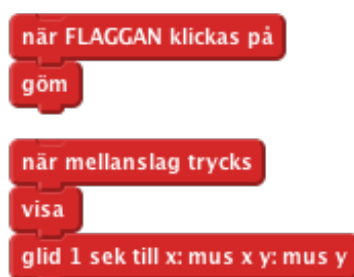 när FLAGGAN klickas på
göm
när mellanslag trycks
visa
glid 1 sek till x: mus x y: mus y